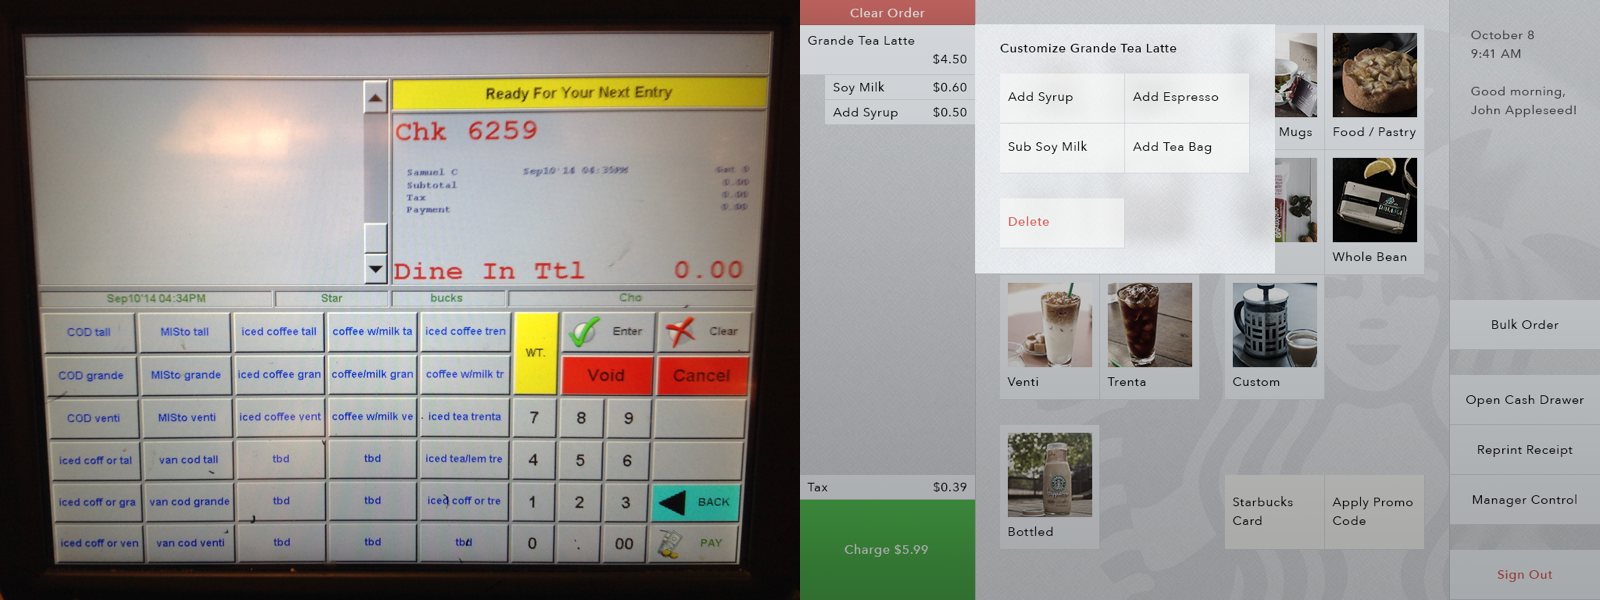 Ready For Your Next Entry
Chk 6259
Samuel C Sep10'14 04:35PM
Subtotal 0.00
Tax 0.00
Payment 0.00
Dine In Ttl 0.00
Sep10'14 04:34PM Star bucks Cho
COD tall MISto tall iced coffee tall coffee w/milk ta iced coffee tren WT. Enter Clear
COD grande MISto grande iced coffee gran coffee/milk gran coffee w/milk tr Void Cancel
COD venti MISto venti iced coffee vent coffee w/milk ve iced tea trenta 7 8 9
iced coff or tal van cod tall tbd tbd iced tea/lem tre 4 5 6
iced coff or gra van cod grande tbd tbd iced coff or tre 1 2 3 BACK
iced coff or ven van cod venti tbd tbd tbd 0 . 00 PAY
Clear Order
Grande Tea Latte
$4.50
Soy Milk $0.60
Add Syrup $0.50
Tax $0.39
Charge $5.99
Customize Grande Tea Latte
Add Syrup Add Espresso
Sub Soy Milk Add Tea Bag
Delete
Mugs Food / Pastry
Whole Bean
Venti Trenta Custom
Bottled
Starbucks Card
Apply Promo Code
October 8
9:41 AM
Good morning,
John Appleseed!
Bulk Order
Open Cash Drawer
Reprint Receipt
Manager Control
Sign Out